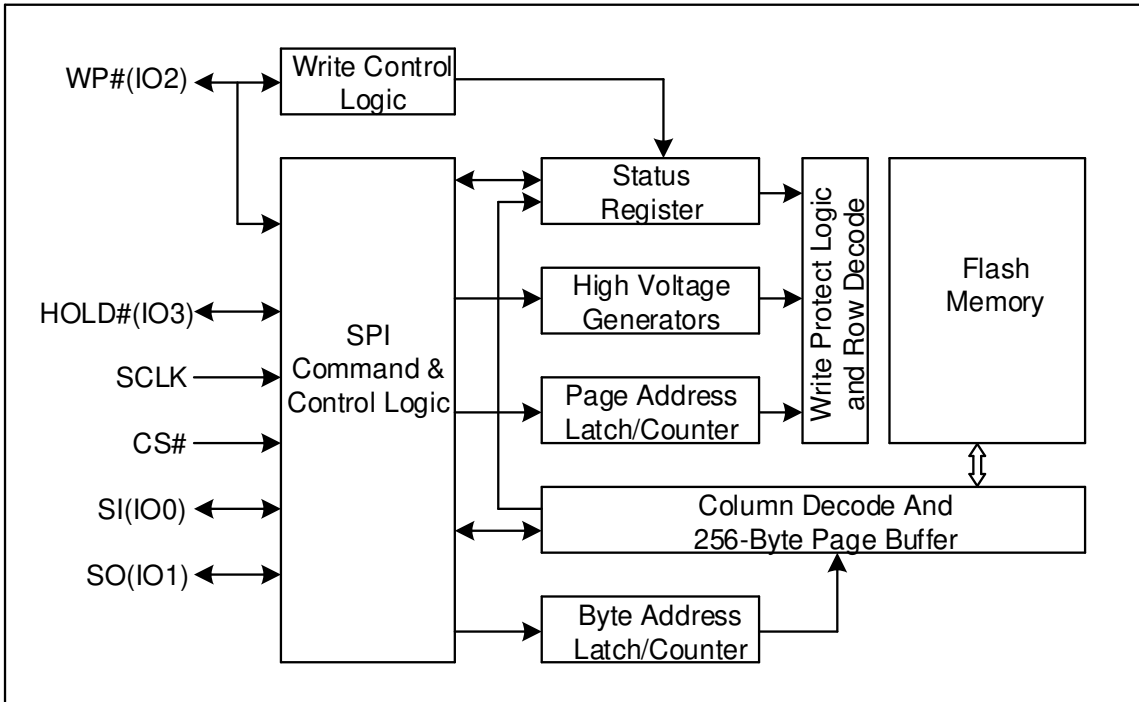 WP#(IO2)
Write Control
Logic
HOLD#(IO3)
SCLK
CS#
SI(IO0)
SO(IO1)
SPI
Command &
Control Logic
Status
Register
High Voltage
Generators
Page Address
Latch/Counter
Write Protect Logic
and Row Decode
Flash
Memory
Column Decode And
256-Byte Page Buffer
Byte Address
Latch/Counter